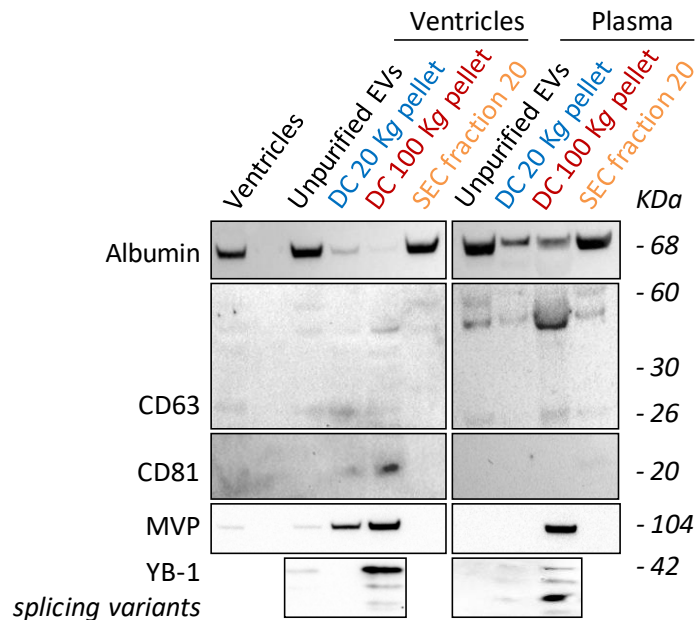 Ventricles Plasma
Ventricles
Unpurified EVs
DC 20 Kg pellet
DC 100 Kg pellet
SEC fraction 20
Unpurified EVs
DC 20 Kg pellet
DC 100 Kg pellet
SEC fraction 20
KDa
Albumin - 68
- 60
- 30
CD63 - 26
CD81 - 20
MVP - 104
YB-1 - 42
splicing variants